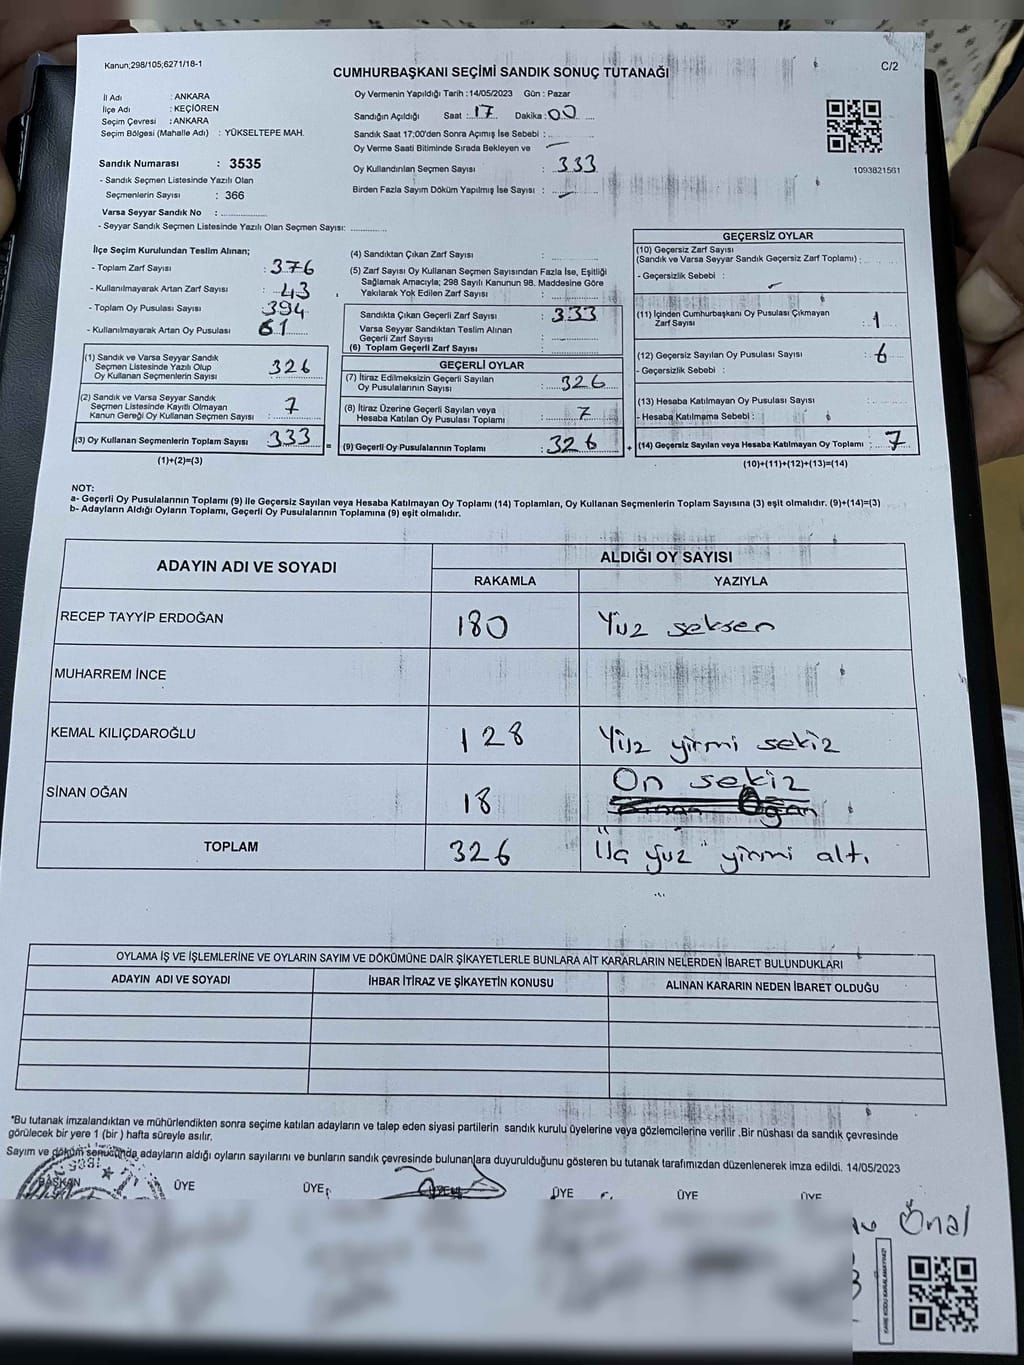 Kanun;298/105;6271/18-1
CUMHURBAŞKANI SEÇİMİ SANDIK SONUÇ TUTANAĞI
C/2
İl Adı : ANKARA
İlçe Adı : KEÇİÖREN
Seçim Çevresi : ANKARA
Seçim Bölgesi (Mahalle Adı) : YÜKSELTEPE MAH.
Sandık Numarası : 3535
- Sandık Seçmen Listesinde Yazılı Olan
Seçmenlerin Sayısı : 366
Varsa Seyyar Sandık No : ..............
- Seyyar Sandık Seçmen Listesinde Yazılı Olan Seçmen Sayısı: ............
Oy Vermenin Yapıldığı Tarih :14/05/2023 Gün : Pazar
Sandığın Açıldığı Saat :.17.. Dakika :00 ....
Sandık Saat 17:00'den Sonra Açımış İse Sebebi :
Oy Verme Saati Bitiminde Sırada Bekleyen ve
Oy Kullandırılan Seçmen Sayısı : 333
Birden Fazla Sayım Döküm Yapılmış İse Sayısı : -
1093821561
İlçe Seçim Kurulundan Teslim Alınan;
- Toplam Zarf Sayısı : 376
- Kullanılmayarak Artan Zarf Sayısı : 43
- Toplam Oy Pusulası Sayısı : 394
- Kullanılmayarak Artan Oy Pusulası : 61
(1) Sandık ve Varsa Seyyar Sandık
Seçmen Listesinde Yazılı Olup
Oy Kullanan Seçmenlerin Sayısı : 326
(2) Sandık ve Varsa Seyyar Sandık
Seçmen Listesinde Kayıtlı Olmayan
Kanun Gereği Oy Kullanan Seçmen Sayısı : 7
(3) Oy Kullanan Seçmenlerin Toplam Sayısı : 333
(1)+(2)=(3)
(4) Sandıktan Çıkan Zarf Sayısı :
(5) Zarf Sayısı Oy Kullanan Seçmen Sayısından Fazla İse, Eşitliği
Sağlamak Amacıyla; 298 Sayılı Kanunun 98. Maddesine Göre
Yakılarak Yok Edilen Zarf Sayısı :
Sandıkta Çıkan Geçerli Zarf Sayısı : 333
Varsa Seyyar Sandıktan Teslim Alınan
Geçerli Zarf Sayısı :
(6) Toplam Geçerli Zarf Sayısı :
GEÇERLİ OYLAR
(7) İtiraz Edilmeksizin Geçerli Sayılan
Oy Pusulalarının Sayısı : 326
(8) İtiraz Üzerine Geçerli Sayılan veya
Hesaba Katılan Oy Pusulası Toplamı : 7
(9) Geçerli Oy Pusulalarının Toplamı : 326
GEÇERSİZ OYLAR
(10) Geçersiz Zarf Sayısı
(Sandık ve Varsa Seyyar Sandık Geçersiz Zarf Toplamı) :
- Geçersizlik Sebebi :
(11) İçinden Cumhurbaşkanı Oy Pusulası Çıkmayan
Zarf Sayısı : 1
(12) Geçersiz Sayılan Oy Pusulası Sayısı : 6
- Geçersizlik Sebebi :
(13) Hesaba Katılmayan Oy Pusulası Sayısı :
- Hesaba Katılmama Sebebi :
(14) Geçersiz Sayılan veya Hesaba Katılmayan Oy Toplamı : 7
(10)+(11)+(12)+(13)=(14)
NOT:
a- Geçerli Oy Pusulalarının Toplamı (9) ile Geçersiz Sayılan veya Hesaba Katılmayan Oy Toplamı (14) Toplamları, Oy Kullanan Seçmenlerin Toplam Sayısına (3) eşit olmalıdır. (9)+(14)=(3)
b- Adayların Aldığı Oyların Toplamı, Geçerli Oy Pusulalarının Toplamına (9) eşit olmalıdır.
ADAYIN ADI VE SOYADI
ALDIĞI OY SAYISI
RAKAMLA YAZIYLA
RECEP TAYYİP ERDOĞAN 180 Yüz seksen
MUHARREM İNCE
KEMAL KILIÇDAROĞLU 128 Yüz yirmi sekiz
SİNAN OĞAN 18 On sekiz
TOPLAM 326 Üç yüz yirmi altı
OYLAMA İŞ VE İŞLEMLERİNE VE OYLARIN SAYIM VE DÖKÜMÜNE DAİR ŞİKAYETLERLE BUNLARA AİT KARARLARIN NELERDEN İBARET BULUNDUKLARI
ADAYIN ADI VE SOYADI İHBAR İTİRAZ VE ŞİKAYETİN KONUSU ALINAN KARARIN NEDEN İBARET OLDUĞU
*Bu tutanak imzalandıktan ve mühürlendikten sonra seçime katılan adayların ve talep eden siyasi partilerin sandık kurulu üyelerine veya gözlemcilerine verilir .Bir nüshası da sandık çevresinde
görülecek bir yere 1 (bir ) hafta süreyle asılır.
Sayım ve döküm sonucunda adayların aldığı oyların sayılarını ve bunların sandık çevresinde bulunanlara duyurulduğunu gösteren bu tutanak tarafımızdan düzenlenerek imza edildi. 14/05/2023
BAŞKAN ÜYE ÜYE ÜYE ÜYE ÜYE
Önal